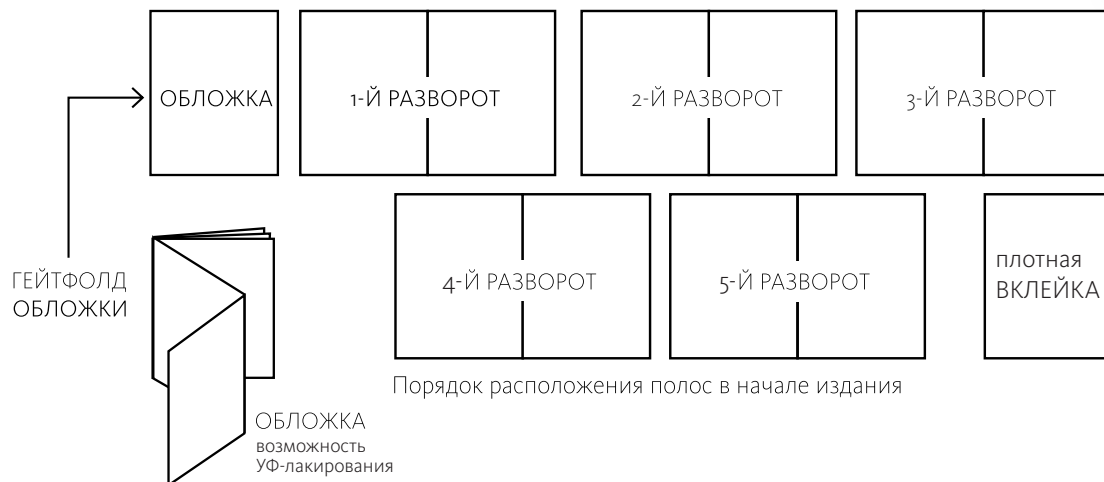 ОБЛОЖКА
1-Й РАЗВОРОТ
2-Й РАЗВОРОТ
3-Й РАЗВОРОТ
ГЕЙТФОЛД
ОБЛОЖКИ
4-Й РАЗВОРОТ
5-Й РАЗВОРОТ
плотная
ВКЛЕЙКА
Порядок расположения полос в начале издания
ОБЛОЖКА
возможность
УФ-лакирования